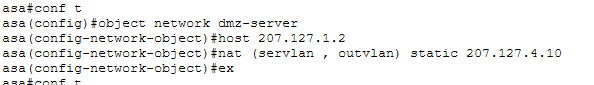 asa#conf t
asa(config)#object network dmz-server
asa(config-network-object)#host 207.127.1.2
asa(config-network-object)#nat (servlan , outvlan) static 207.127.4.10
asa(config-network-object)#ex
asa#conf t